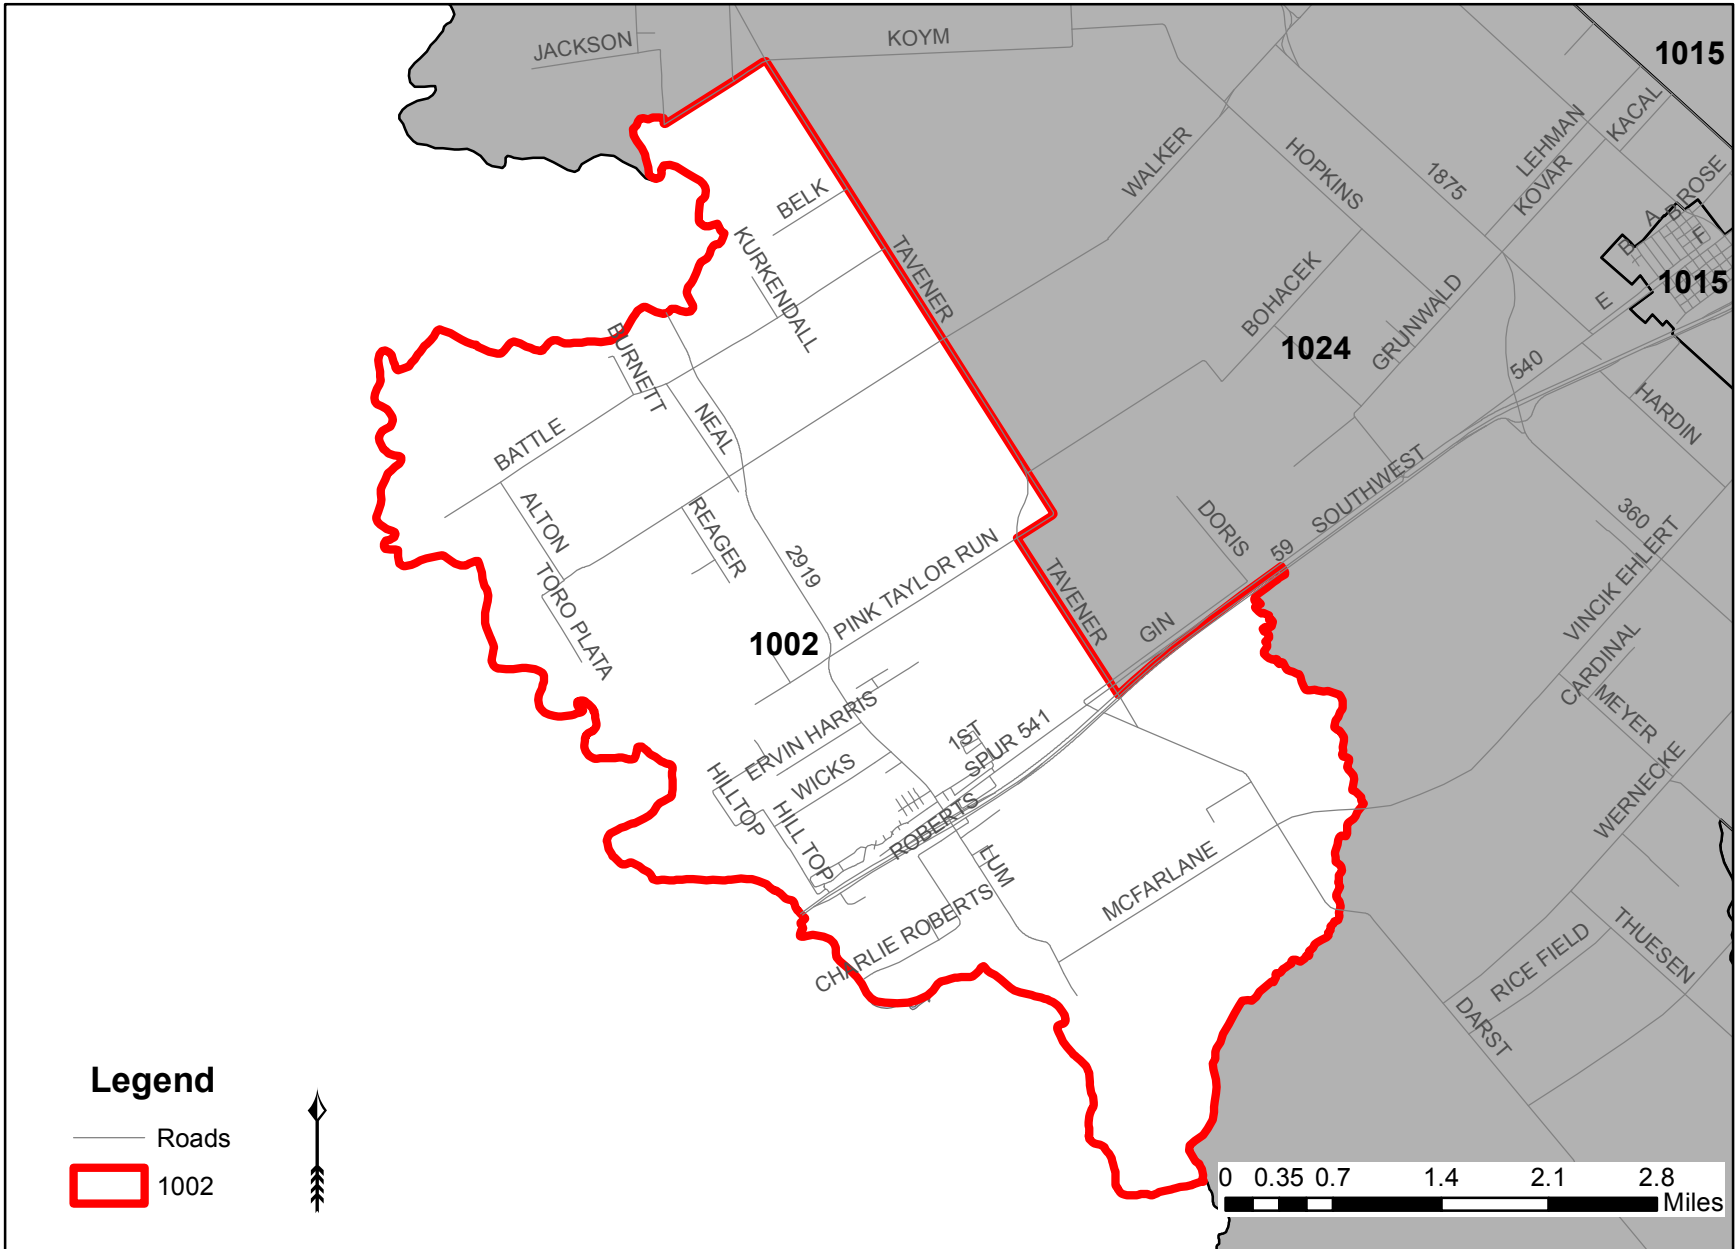 JACKSON
KOYM
1015
LEHMAN
KACAL
KOVAR
WALKER
HOPKINS
1875
ROSE
B
A
B
F
BELK
KURKENDALL
TAVENER
BOHACEK
GRUNWALD
1024
1015
E
540
HARDIN
BURNETT
NEAL
BATTLE
ALTON
REAGER
TORO PLATA
2919
PINK TAYLOR RUN
1002
TAVENER
DORIS
59
SOUTHWEST
GIN
360
VINCIK EHLERT
CARDINAL
MEYER
WERNECKE
ERVIN HARRIS
WICKS
HILLTOP
HILL TOP
1ST
SPUR 541
ROBERTS
LUM
MCFARLANE
CHARLIE ROBERTS
RICE FIELD
THUESEN
DARST
Legend
Roads
1002
0 0.35 0.7 1.4 2.1 2.8
Miles